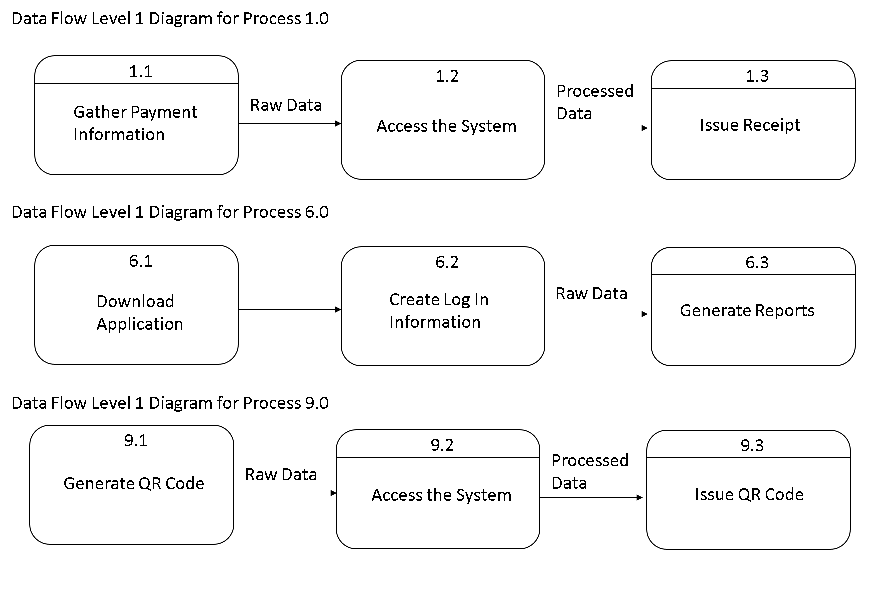 Data Flow Level 1 Diagram for Process 1.0
1.1
Gather Payment
Information
Raw Data
1.2
Access the System
Processed
Data
1.3
Issue Receipt
Data Flow Level 1 Diagram for Process 6.0
6.1
Download
Application
6.2
Create Log In
Information
Raw Data
6.3
Generate Reports
Data Flow Level 1 Diagram for Process 9.0
9.1
Generate QR Code
Raw Data
9.2
Access the System
Processed
Data
9.3
Issue QR Code